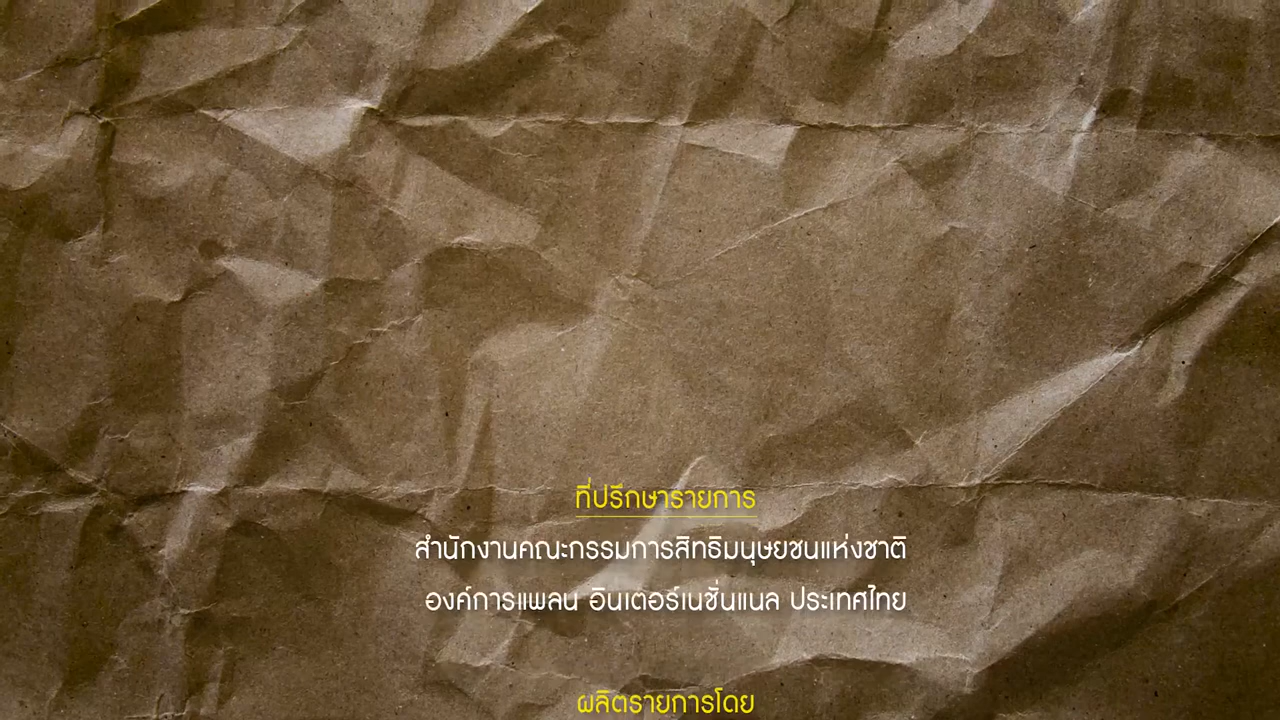 ที่ปรึกษารายการ
สำนักงานคณะกรรมการสิทธิมนุษยชนแห่งชาติ
องค์การแพลน อินเตอร์เนชั่นแนล ประเทศไทย
ผลิตรายการโดย